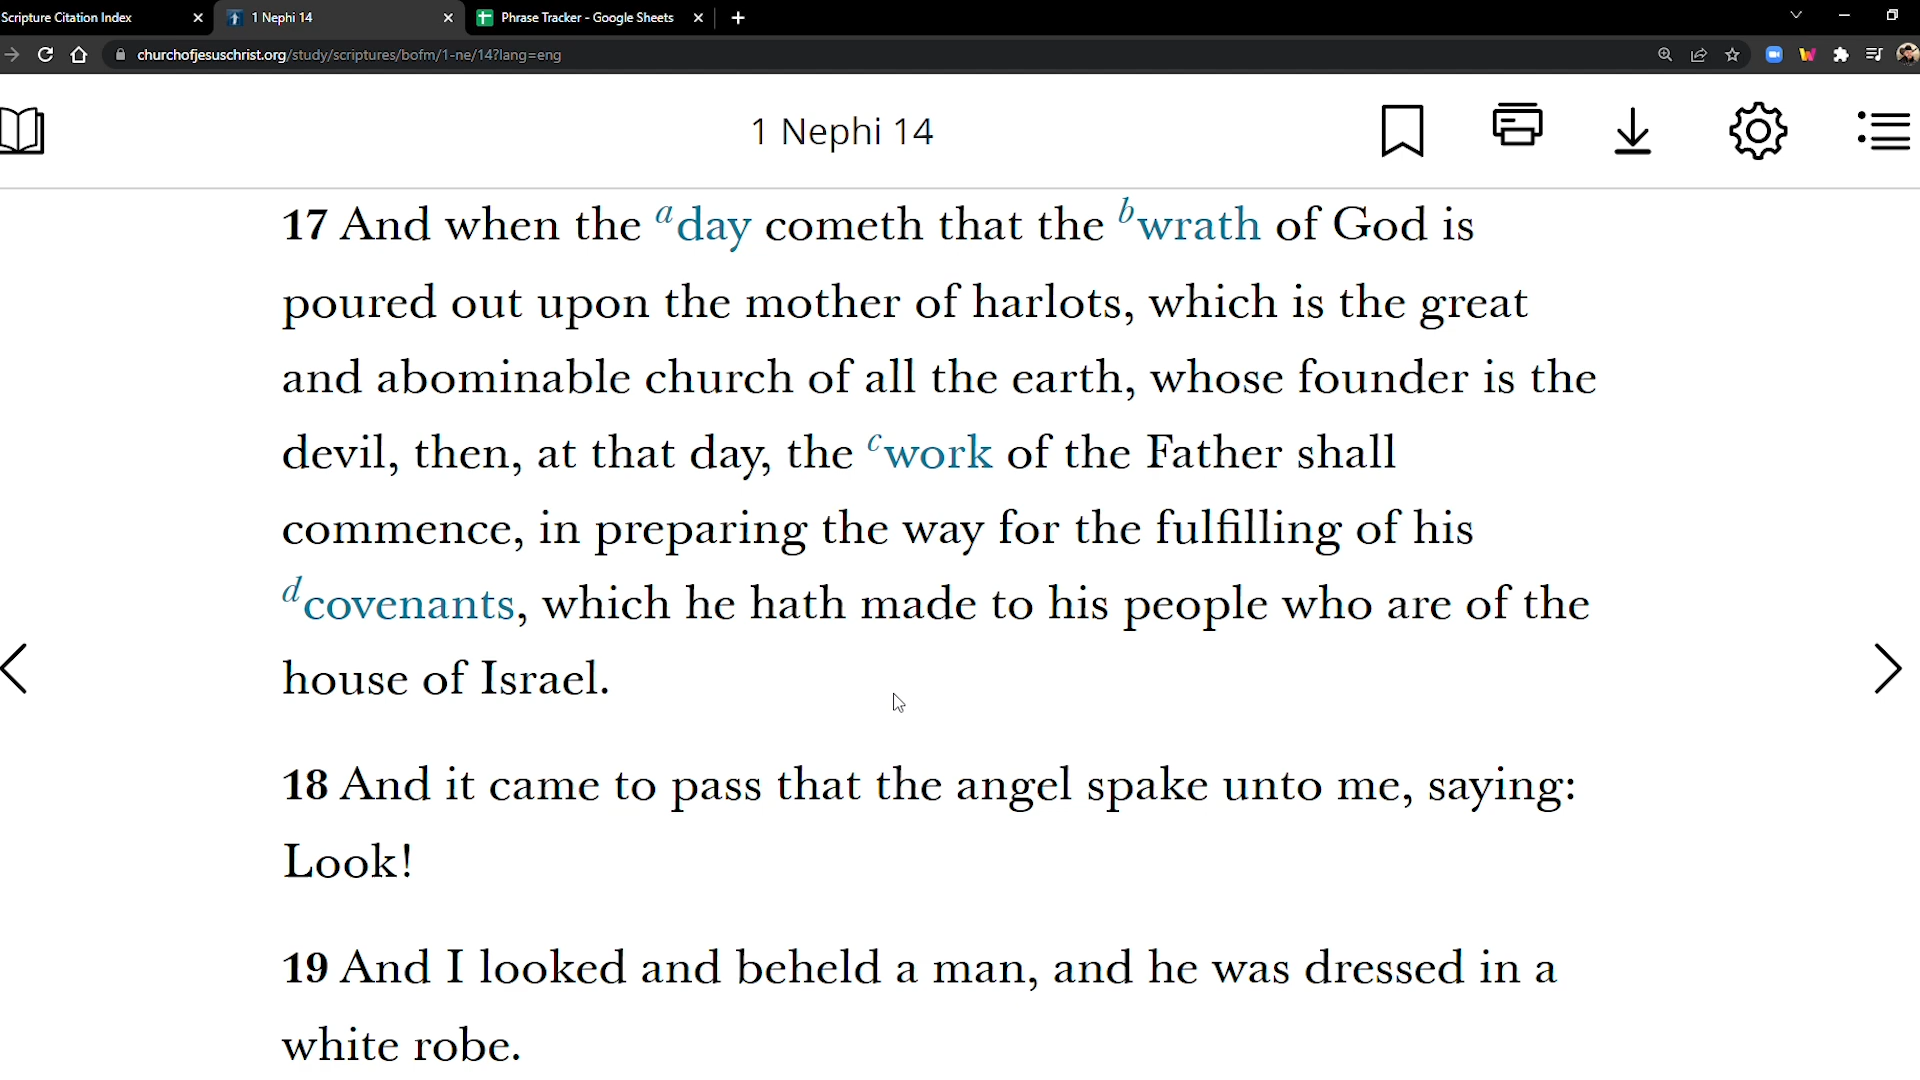 Scripture Citation Index
1 Nephi 14
Phrase Tracker - Google Sheets
churchofjesuschrist.org/study/scriptures/bofm/1-ne/14?lang=eng
1 Nephi 14
17 And when the a day cometh that the b wrath of God is
poured out upon the mother of harlots, which is the great
and abominable church of all the earth, whose founder is the
devil, then, at that day, the c work of the Father shall
commence, in preparing the way for the fulfilling of his
d covenants, which he hath made to his people who are of the
house of Israel.
18 And it came to pass that the angel spake unto me, saying:
Look!
19 And I looked and beheld a man, and he was dressed in a
white robe.